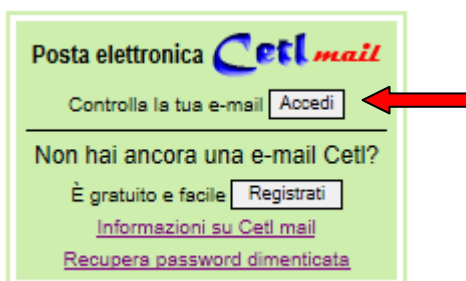 Posta elettronica Cetl mail
Controlla la tua e-mail Accedi
Non hai ancora una e-mail Cetl?
È gratuito e facile Registrati
Informazioni su Cetl mail
Recupera password dimenticata